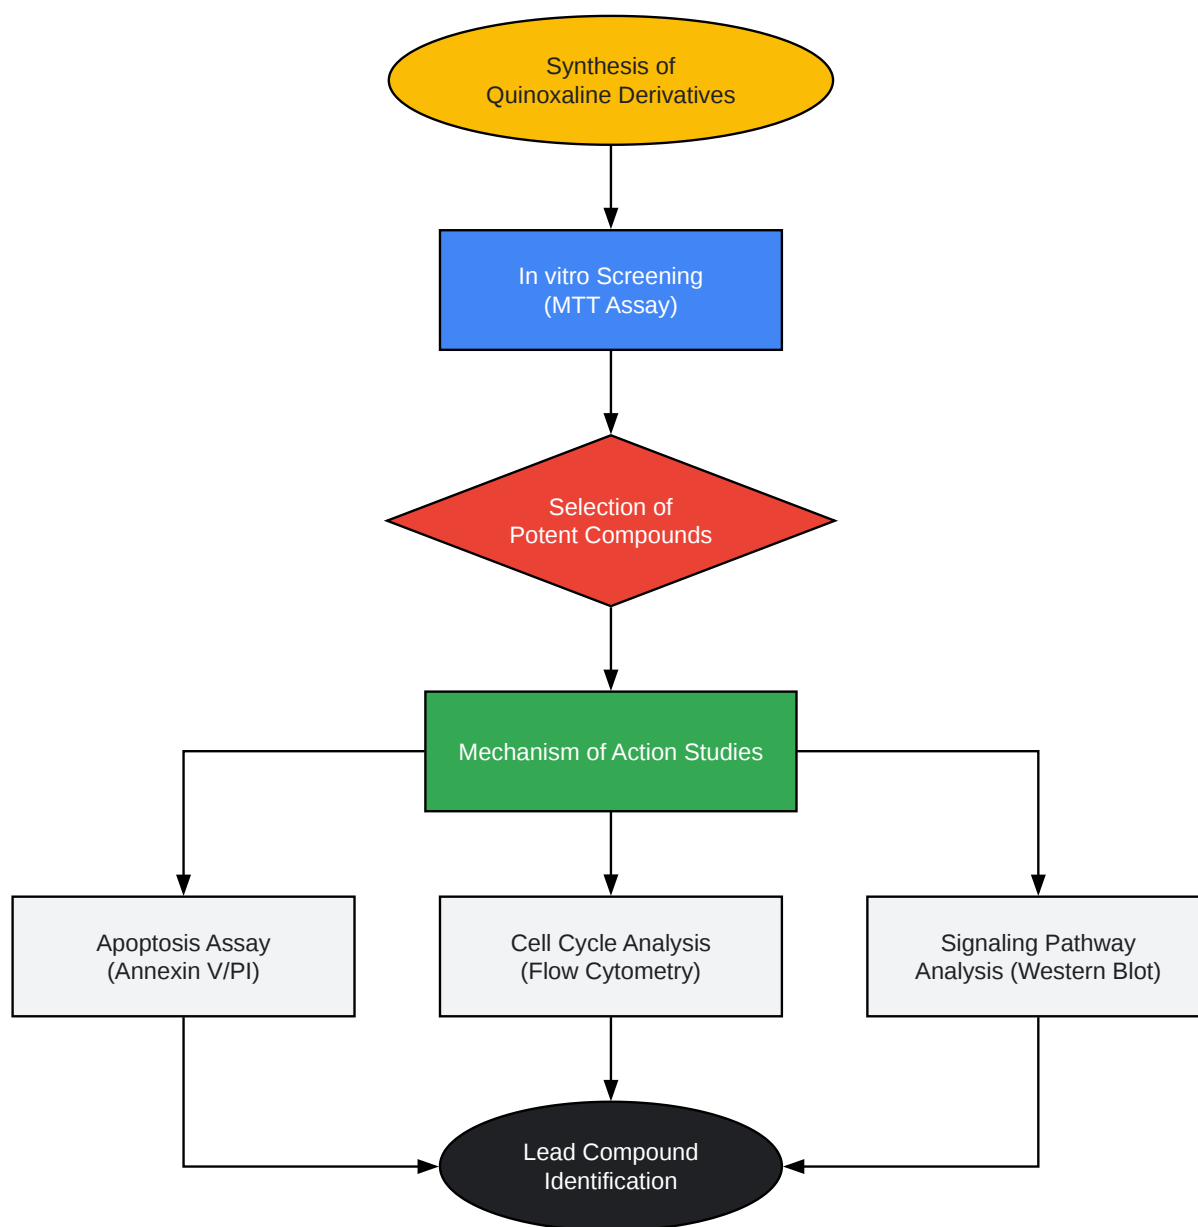 Synthesis of
Quinoxaline Derivatives
In vitro Screening
(MTT Assay)
Selection of
Potent Compounds
Mechanism of Action Studies
Apoptosis Assay
(Annexin V/PI)
Cell Cycle Analysis
(Flow Cytometry)
Signaling Pathway
Analysis (Western Blot)
Lead Compound
Identification